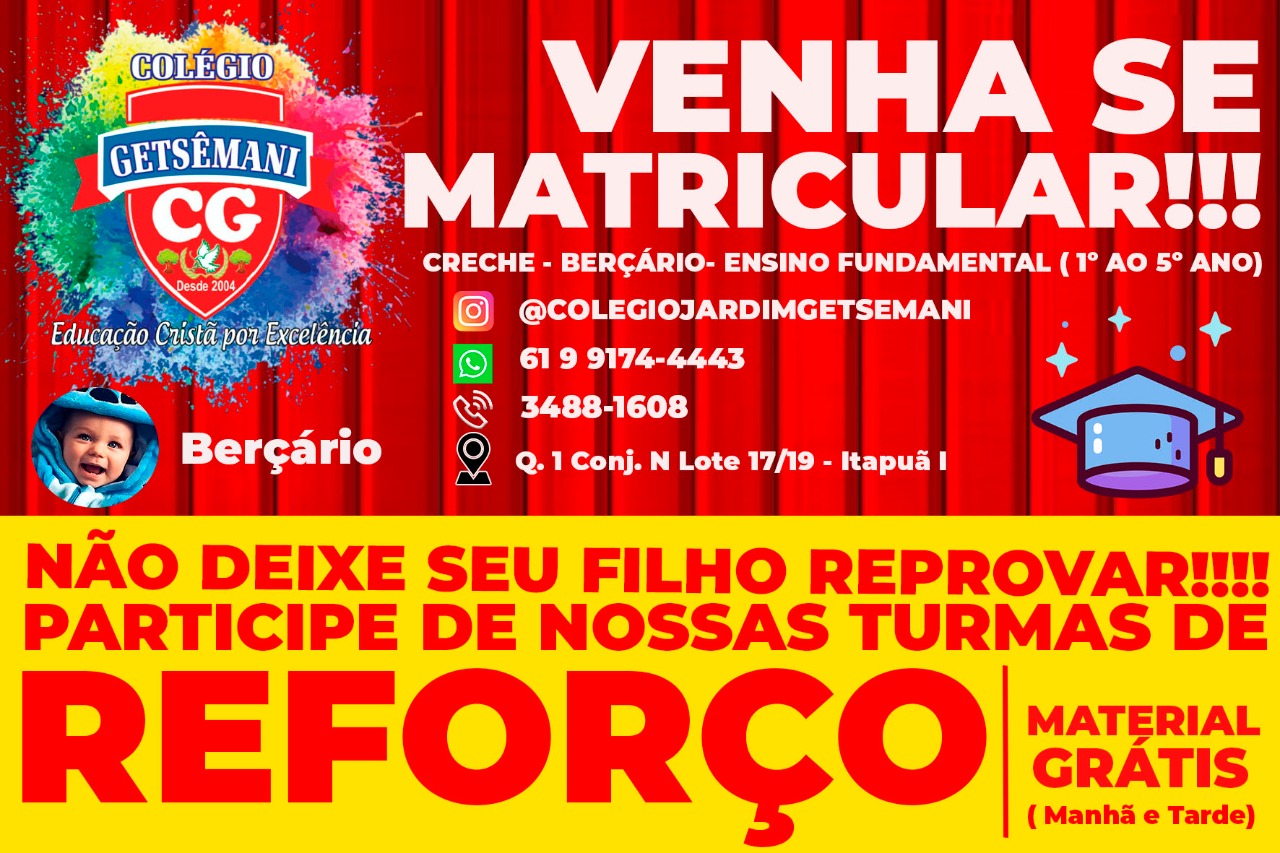 COLÉGIO
GETSÊMANI
CG
Desde 2004
Educação Cristã por Excelência
Berçário
VENHA SE
MATRICULAR!!!
CRECHE - BERÇÁRIO- ENSINO FUNDAMENTAL ( 1º AO 5º ANO)
@COLEGIOJARDIMGETSEMANI
61 9 9174-4443
3488-1608
Q. 1 Conj. N Lote 17/19 - Itapuã I
NÃO DEIXE SEU FILHO REPROVAR!!!!
PARTICIPE DE NOSSAS TURMAS DE
REFORÇO
MATERIAL
GRÁTIS
( Manhã e Tarde)